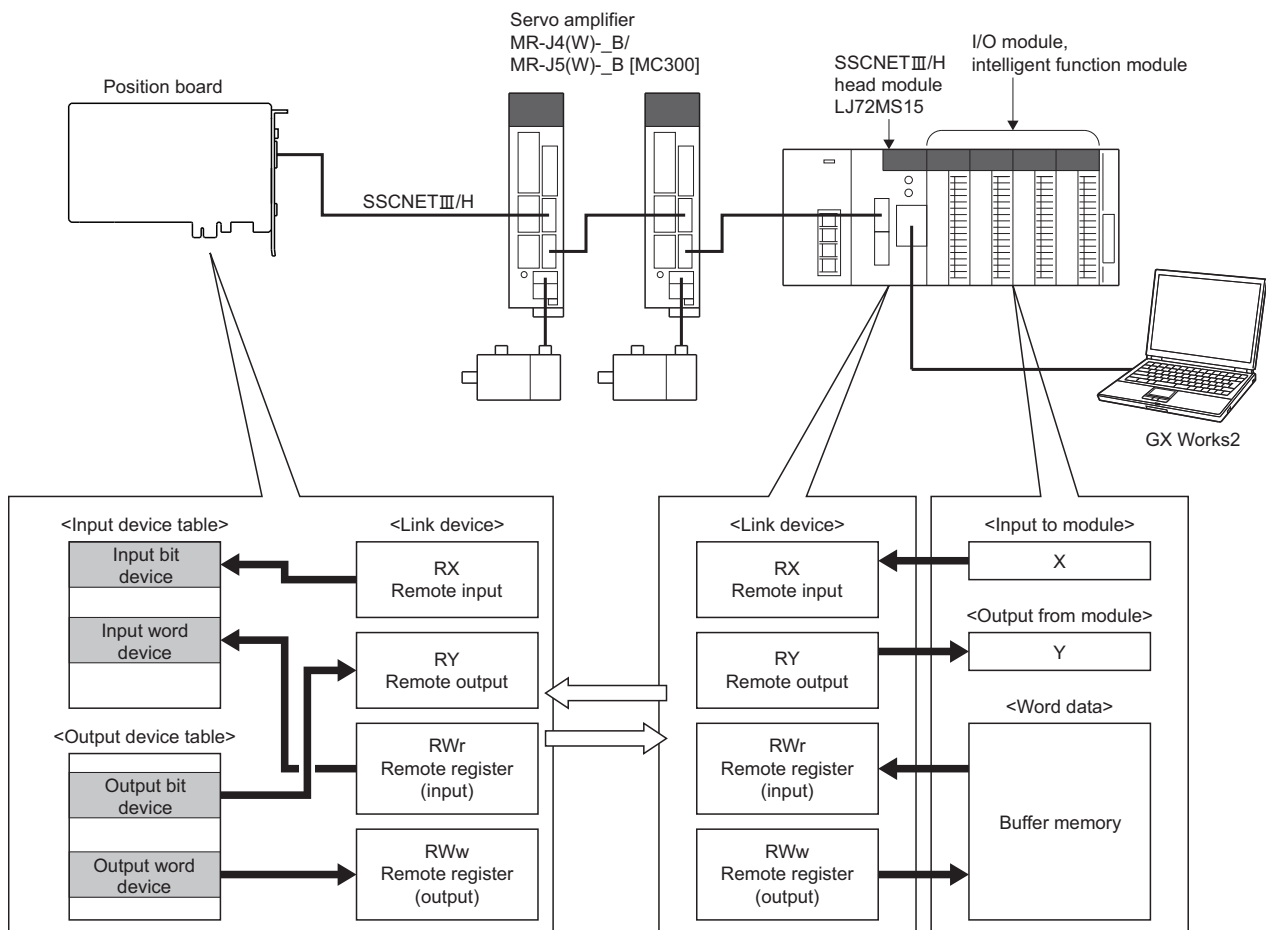 Servo amplifier
MR-J4(W)-_B/
MR-J5(W)-_B [MC300]
I/O module,
intelligent function module
SSCNETⅢ/H
head module
LJ72MS15
Position board
SSCNETⅢ/H
GX Works2
<Input device table>
Input bit
device
Input word
device
<Output device table>
Output bit
device
Output word
device
<Link device>
RX
Remote input
RY
Remote output
RWr
Remote register
(input)
RWw
Remote register
(output)
<Link device>
RX
Remote input
RY
Remote output
RWr
Remote register
(input)
RWw
Remote register
(output)
<Input to module>
X
<Output from module>
Y
<Word data>
Buffer memory